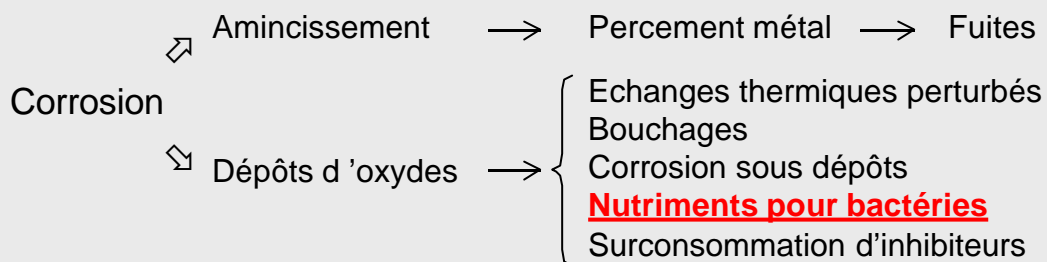 Amincissement → Percement métal → Fuites
Corrosion
Echanges thermiques perturbés
Bouchages
Dépôts d 'oxydes → Corrosion sous dépôts
Nutriments pour bactéries
Surconsommation d'inhibiteurs